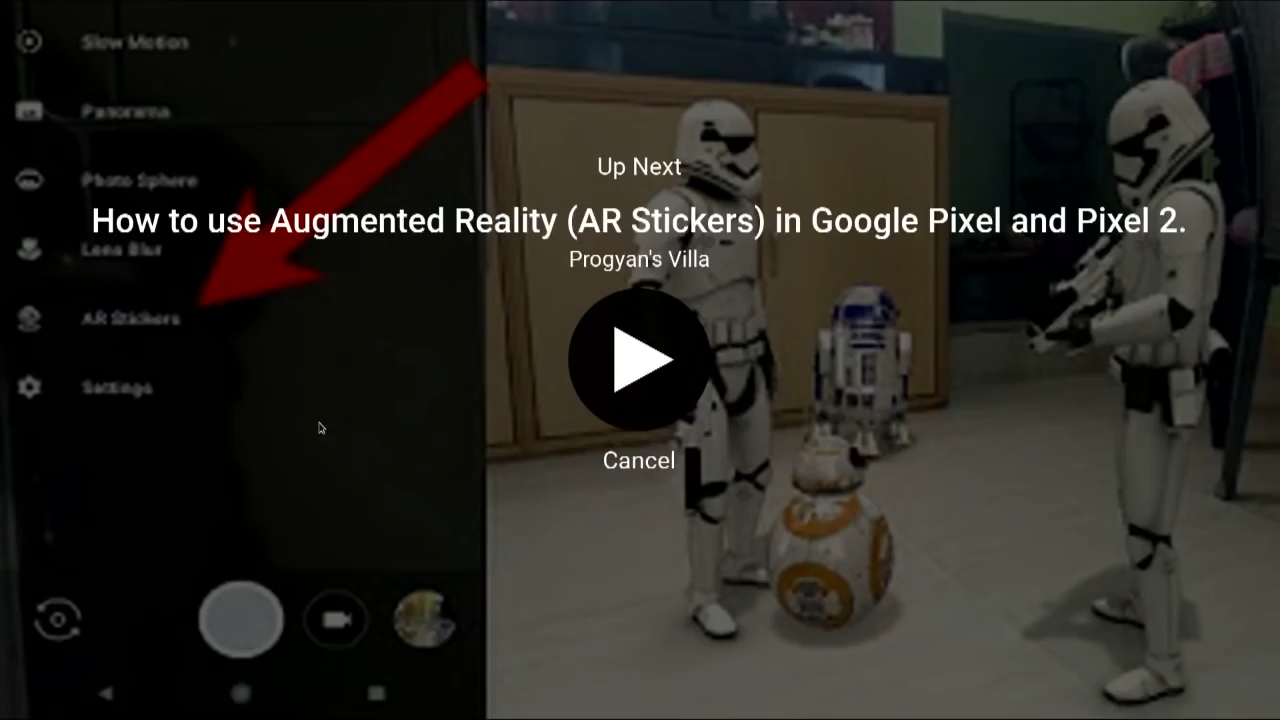 Slow Motion
Panorama
Photo Sphere
Lens Blur
AR Stickers
Settings
Up Next
How to use Augmented Reality (AR Stickers) in Google Pixel and Pixel 2.
Progyan's Villa
Cancel